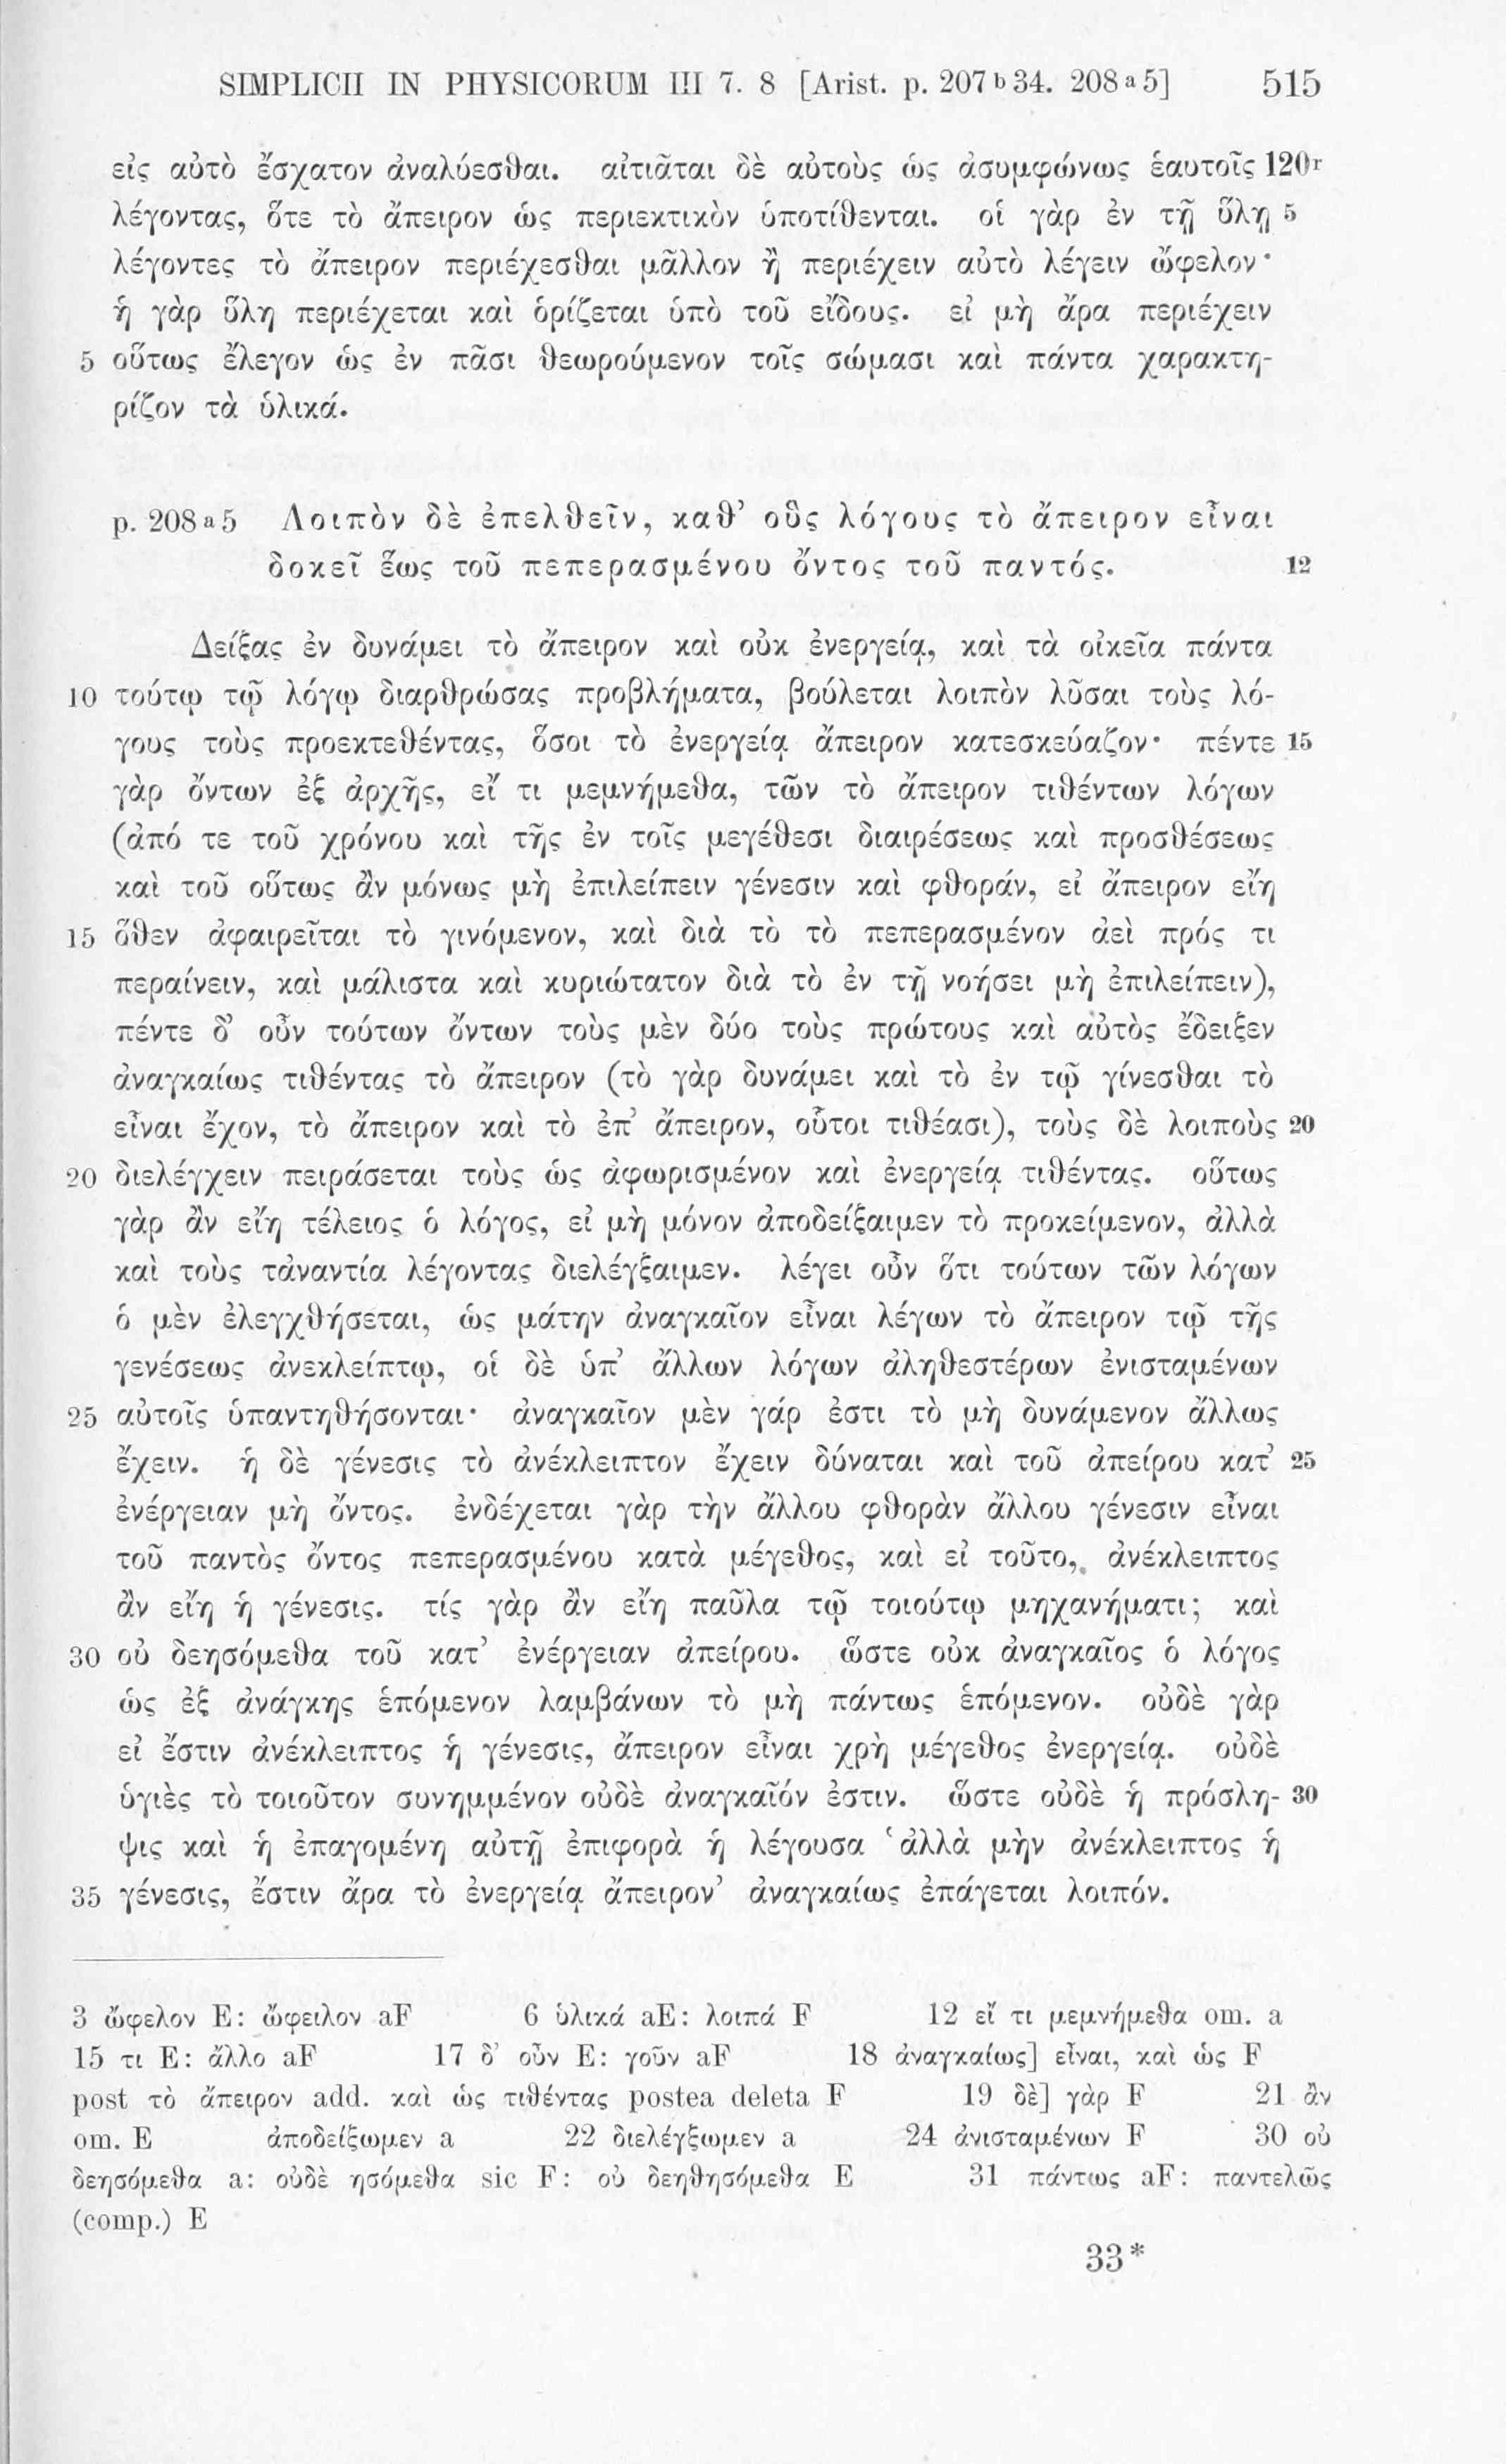 SIMPLICII IN PHYSICORUM III 7. 8 [Arist. p. 207 b 34. 208 a 5] 515
εἰς αὐτὸ ἔσχατον ἀναλύεσθαι. αἰτιᾶται δὲ αὐτοὺς ὡς ἀσυμφώνως ἑαυτοῖς 120r
λέγοντας, ὅτε τὸ ἄπειρον ὡς περιεκτικὸν ὑποτίθενται. οἱ γὰρ ἐν τῇ ὕλῃ 5
λέγοντες τὸ ἄπειρον περιέχεσθαι μᾶλλον ἢ περιέχειν αὐτὸ λέγειν ὤφελον·
ἡ γὰρ ὕλη περιέχεται καὶ ὁρίζεται ὑπὸ τοῦ εἴδους. εἰ μὴ ἄρα περιέχειν
5 οὕτως ἔλεγον ὡς ἐν πᾶσι θεωρούμενον τοῖς σώμασι καὶ πάντα χαρακτη-
ρίζον τὰ ὑλικά.
p. 208 a 5 Λοιπὸν δὲ ἐπελθεῖν, καθ᾽ οὓς λόγους τὸ ἄπειρον εἶναι
δοκεῖ ἕως τοῦ πεπερασμένου ὄντος τοῦ παντός. 12
Δείξας ἐν δυνάμει τὸ ἄπειρον καὶ οὐκ ἐνεργείᾳ, καὶ τὰ οἰκεῖα πάντα
10 τούτῳ τῷ λόγῳ διαρθρώσας προβλήματα, βούλεται λοιπὸν λῦσαι τοὺς λό-
γους τοὺς προεκτεθέντας, ὅσοι τὸ ἐνεργείᾳ ἄπειρον κατεσκεύαζον· πέντε 15
γὰρ ὄντων ἐξ ἀρχῆς, εἴ τι μεμνήμεθα, τῶν τὸ ἄπειρον τιθέντων λόγων
(ἀπό τε τοῦ χρόνου καὶ τῆς ἐν τοῖς μεγέθεσι διαιρέσεως καὶ προσθέσεως
καὶ τοῦ οὕτως ἂν μόνως μὴ ἐπιλείπειν γένεσιν καὶ φθοράν, εἰ ἄπειρον εἴη
15 ὅθεν ἀφαιρεῖται τὸ γινόμενον, καὶ διὰ τὸ τὸ πεπερασμένον ἀεὶ πρός τι
περαίνειν, καὶ μάλιστα καὶ κυριώτατον διὰ τὸ ἐν τῇ νοήσει μὴ ἐπιλείπειν),
πέντε δ᾽ οὖν τούτων ὄντων τοὺς μὲν δύο τοὺς πρώτους καὶ αὐτὸς ἔδειξεν
ἀναγκαίως τιθέντας τὸ ἄπειρον (τὸ γὰρ δυνάμει καὶ τὸ ἐν τῷ γίνεσθαι τὸ
εἶναι ἔχον, τὸ ἄπειρον καὶ τὸ ἐπ᾽ ἄπειρον, οὗτοι τιθέασι), τοὺς δὲ λοιποὺς 20
20 διελέγχειν πειράσεται τοὺς ὡς ἀφωρισμένον καὶ ἐνεργείᾳ τιθέντας. οὕτως
γὰρ ἂν εἴη τέλειος ὁ λόγος, εἰ μὴ μόνον ἀποδείξαιμεν τὸ προκείμενον, ἀλλὰ
καὶ τοὺς τἀναντία λέγοντας διελέγξαιμεν. λέγει οὖν ὅτι τούτων τῶν λόγων
ὁ μὲν ἐλεγχθήσεται, ὡς μάτην ἀναγκαῖον εἶναι λέγων τὸ ἄπειρον τῷ τῆς
γενέσεως ἀνεκλείπτῳ, οἱ δὲ ὑπ᾽ ἄλλων λόγων ἀληθεστέρων ἐνισταμένων
25 αὐτοῖς ὑπαντηθήσονται· ἀναγκαῖον μὲν γάρ ἐστι τὸ μὴ δυνάμενον ἄλλως
ἔχειν. ἡ δὲ γένεσις τὸ ἀνέκλειπτον ἔχειν δύναται καὶ τοῦ ἀπείρου κατ᾽ 25
ἐνέργειαν μὴ ὄντος. ἐνδέχεται γὰρ τὴν ἄλλου φθορὰν ἄλλου γένεσιν εἶναι
τοῦ παντὸς ὄντος πεπερασμένου κατὰ μέγεθος, καὶ εἰ τοῦτο, ἀνέκλειπτος
ἂν εἴη ἡ γένεσις. τίς γὰρ ἂν εἴη παῦλα τῷ τοιούτῳ μηχανήματι; καὶ
30 οὐ δεησόμεθα τοῦ κατ᾽ ἐνέργειαν ἀπείρου. ὥστε οὐκ ἀναγκαῖος ὁ λόγος
ὡς ἐξ ἀνάγκης ἑπόμενον λαμβάνων τὸ μὴ πάντως ἑπόμενον. οὐδὲ γὰρ
εἰ ἔστιν ἀνέκλειπτος ἡ γένεσις, ἄπειρον εἶναι χρὴ μέγεθος ἐνεργείᾳ. οὐδὲ
ὑγιὲς τὸ τοιοῦτον συνημμένον οὐδὲ ἀναγκαῖόν ἐστιν. ὥστε οὐδὲ ἡ πρόσλη- 30
ψις καὶ ἡ ἐπαγομένη αὐτῇ ἐπιφορὰ ἡ λέγουσα ‘ἀλλὰ μὴν ἀνέκλειπτος ἡ
35 γένεσις, ἔστιν ἄρα τὸ ἐνεργείᾳ ἄπειρον’ ἀναγκαίως ἐπάγεται λοιπόν.
3 ὤφελον E: ὤφειλον aF 6 ὑλικά aE: λοιπά F 12 εἴ τι μεμνήμεθα om. a
15 τι E: ἄλλο aF 17 δ᾽ οὖν E: γοῦν aF 18 ἀναγκαίως] εἶναι, καὶ ὡς F
post τὸ ἄπειρον add. καὶ ὡς τιθέντας postea deleta F 19 δὲ] γὰρ F 21 ἂν
om. E ἀποδείξωμεν a 22 διελέγξωμεν a 24 ἀνισταμένων F 30 οὐ
δεησόμεθα a: οὐδὲ ησόμεθα sic F: οὐ δεηθησόμεθα E 31 πάντως aF: παντελῶς
(comp.) E
33*